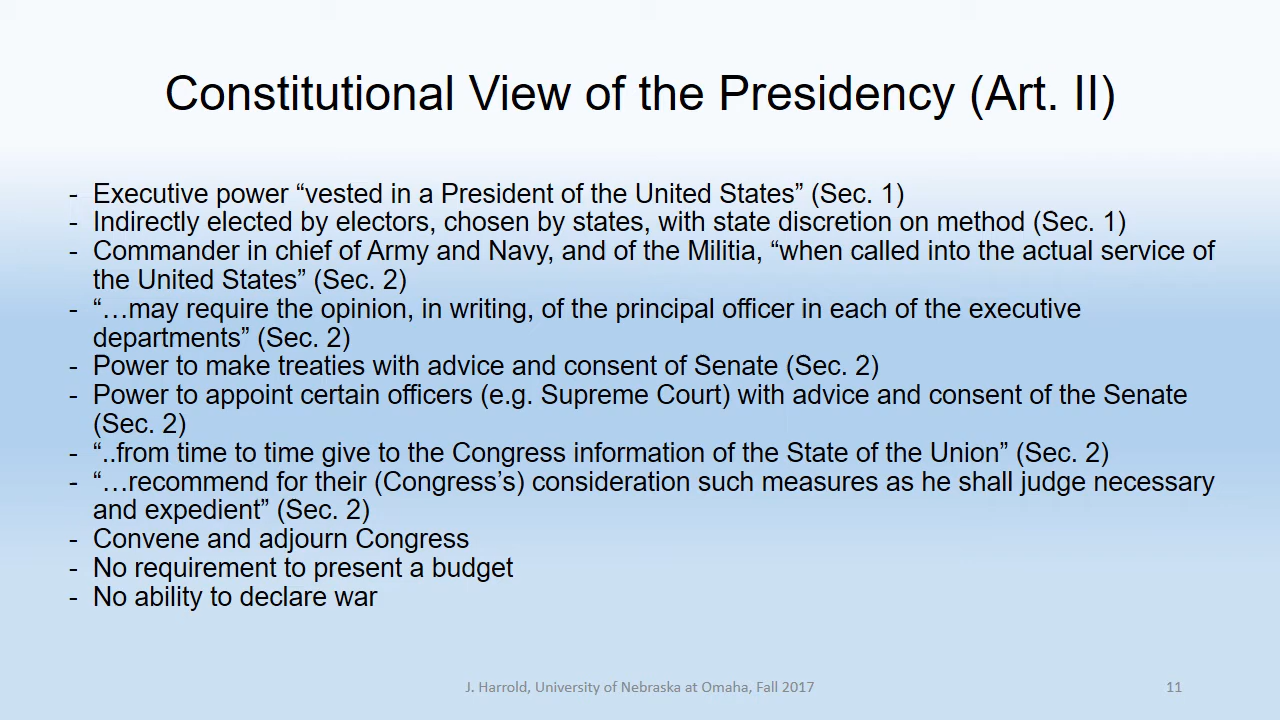 Constitutional View of the Presidency (Art. II)
- Executive power “vested in a President of the United States” (Sec. 1)
- Indirectly elected by electors, chosen by states, with state discretion on method (Sec. 1)
- Commander in chief of Army and Navy, and of the Militia, “when called into the actual service of
the United States” (Sec. 2)
- “…may require the opinion, in writing, of the principal officer in each of the executive
departments” (Sec. 2)
- Power to make treaties with advice and consent of Senate (Sec. 2)
- Power to appoint certain officers (e.g. Supreme Court) with advice and consent of the Senate
(Sec. 2)
- “..from time to time give to the Congress information of the State of the Union” (Sec. 2)
- “…recommend for their (Congress’s) consideration such measures as he shall judge necessary
and expedient” (Sec. 2)
- Convene and adjourn Congress
- No requirement to present a budget
- No ability to declare war
J. Harrold, University of Nebraska at Omaha, Fall 2017
11